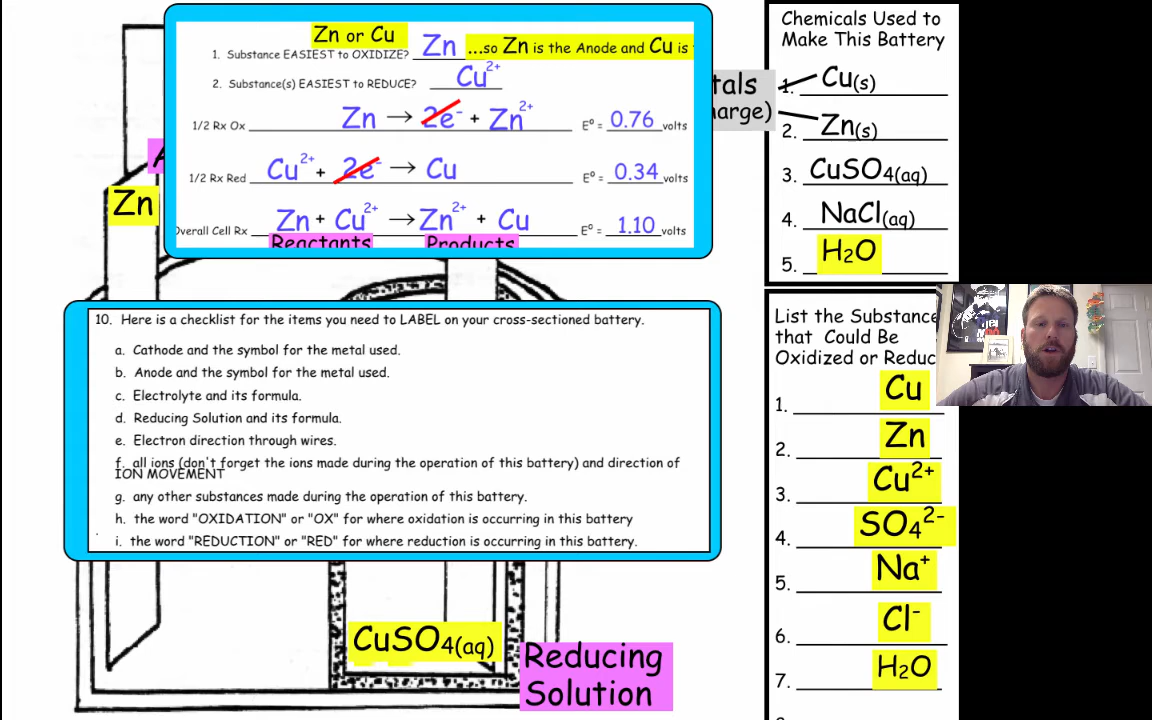 Zn or Cu
1. Substance EASIEST to OXIDIZE? Zn ...so Zn is the Anode and Cu is
2. Substance(s) EASIEST to REDUCE? Cu2+
1/2 Rx Ox Zn → 2e- + Zn2+ Eº = 0.76 volts
1/2 Rx Red Cu2+ + 2e- → Cu Eº = 0.34 volts
Overall Cell Rx Zn + Cu2+ → Zn2+ + Cu Eº = 1.10 volts
Reactants Products
Zn
10. Here is a checklist for the items you need to LABEL on your cross-sectioned battery.
a. Cathode and the symbol for the metal used.
b. Anode and the symbol for the metal used.
c. Electrolyte and its formula.
d. Reducing Solution and its formula.
e. Electron direction through wires.
f. all ions (don't forget the ions made during the operation of this battery) and direction of
ION MOVEMENT
g. any other substances made during the operation of this battery.
h. the word "OXIDATION" or "OX" for where oxidation is occurring in this battery
i. the word "REDUCTION" or "RED" for where reduction is occurring in this battery.
CuSO4(aq)
Reducing
Solution
Chemicals Used to
Make This Battery
1. Cu(s)
2. Zn(s)
3. CuSO4(aq)
4. NaCl(aq)
5. H2O
List the Substance
that Could Be
Oxidized or Reduc
1. Cu
2. Zn
3. Cu2+
4. SO42-
5. Na+
6. Cl-
7. H2O